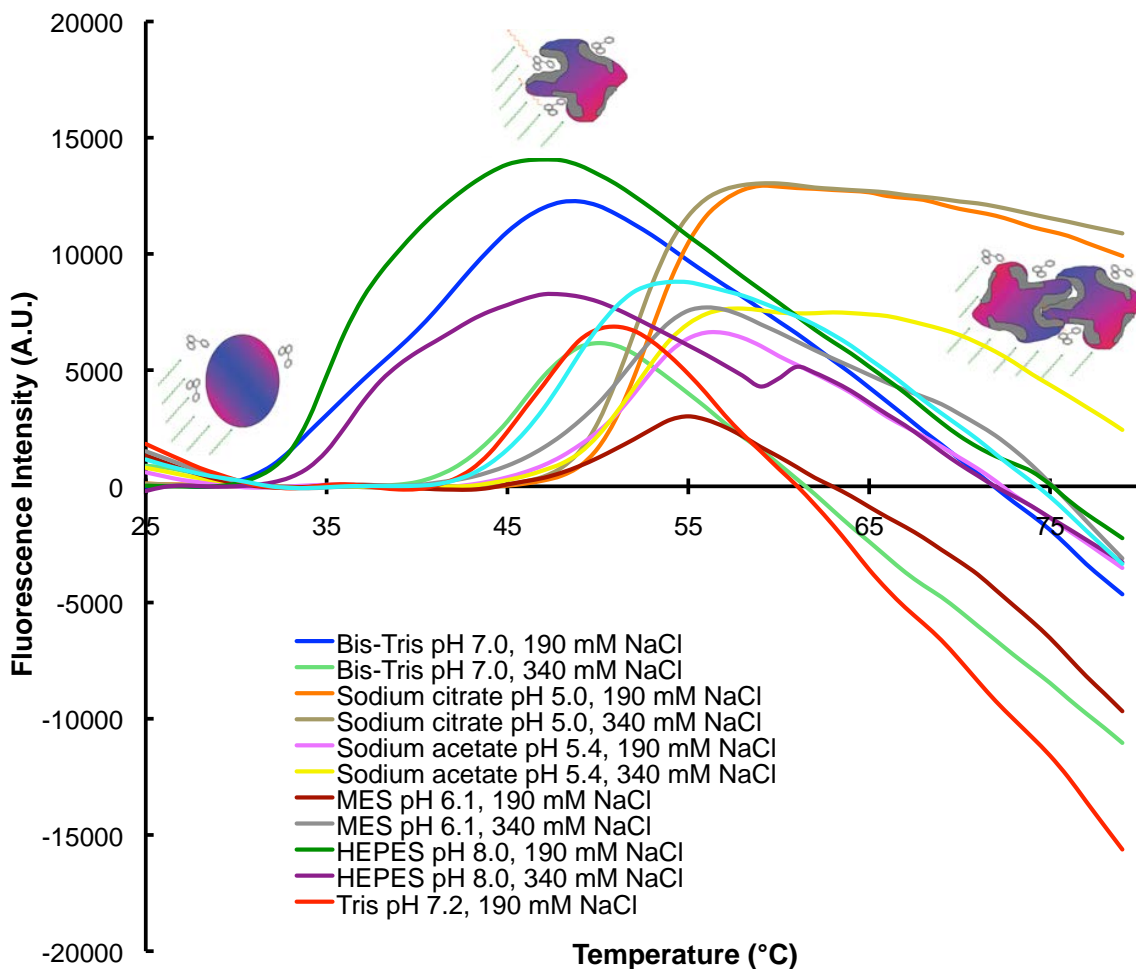 20000
15000
10000
5000
0
-5000
-10000
-15000
-20000
25
35
45
55
65
75
Fluorescence Intensity (A.U.)
Bis-Tris pH 7.0, 190 mM NaCl
Bis-Tris pH 7.0, 340 mM NaCl
Sodium citrate pH 5.0, 190 mM NaCl
Sodium citrate pH 5.0, 340 mM NaCl
Sodium acetate pH 5.4, 190 mM NaCl
Sodium acetate pH 5.4, 340 mM NaCl
MES pH 6.1, 190 mM NaCl
MES pH 6.1, 340 mM NaCl
HEPES pH 8.0, 190 mM NaCl
HEPES pH 8.0, 340 mM NaCl
Tris pH 7.2, 190 mM NaCl
Temperature (°C)